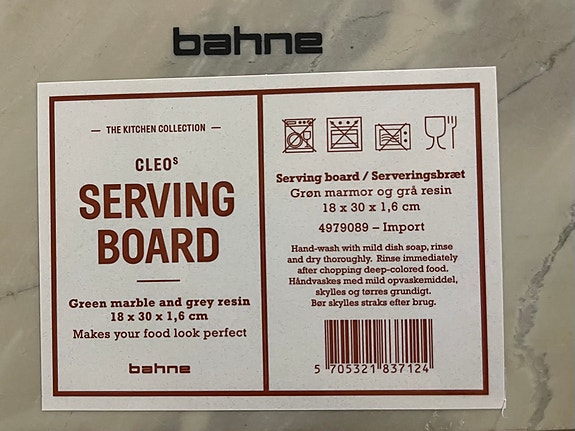 bahne
— THE KITCHEN COLLECTION —
CLEOS
SERVING
BOARD
Green marble and grey resin
18 x 30 x 1,6 cm
Makes your food look perfect
bahne
Serving board / Serveringsbræt
Grøn marmor og grå resin
18 x 30 x 1,6 cm
4979089 – Import
Hand-wash with mild dish soap, rinse
and dry thoroughly. Rinse immediately
after chopping deep-colored food.
Håndvaskes med mild opvaskemiddel,
skylles og tørres grundigt.
Bør skylles straks efter brug.
5 705321 837124